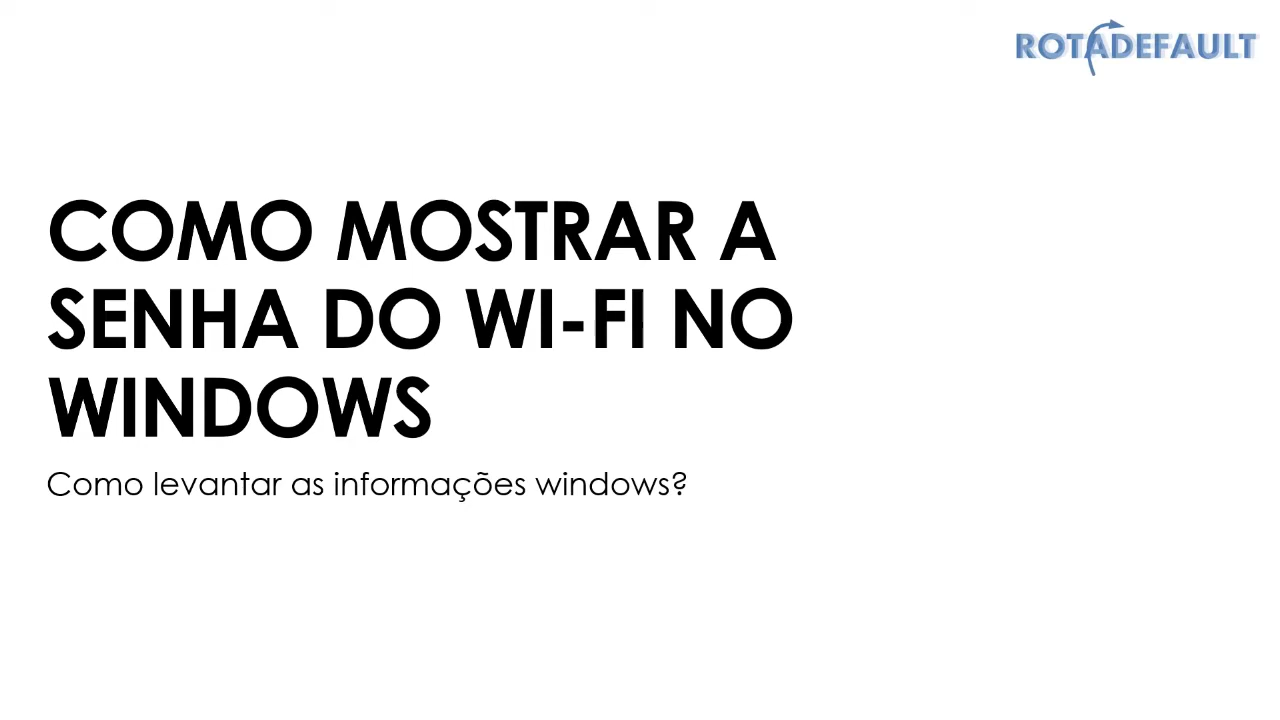 ROTADEFAULT
COMO MOSTRAR A
SENHA DO WI-FI NO
WINDOWS
Como levantar as informações windows?